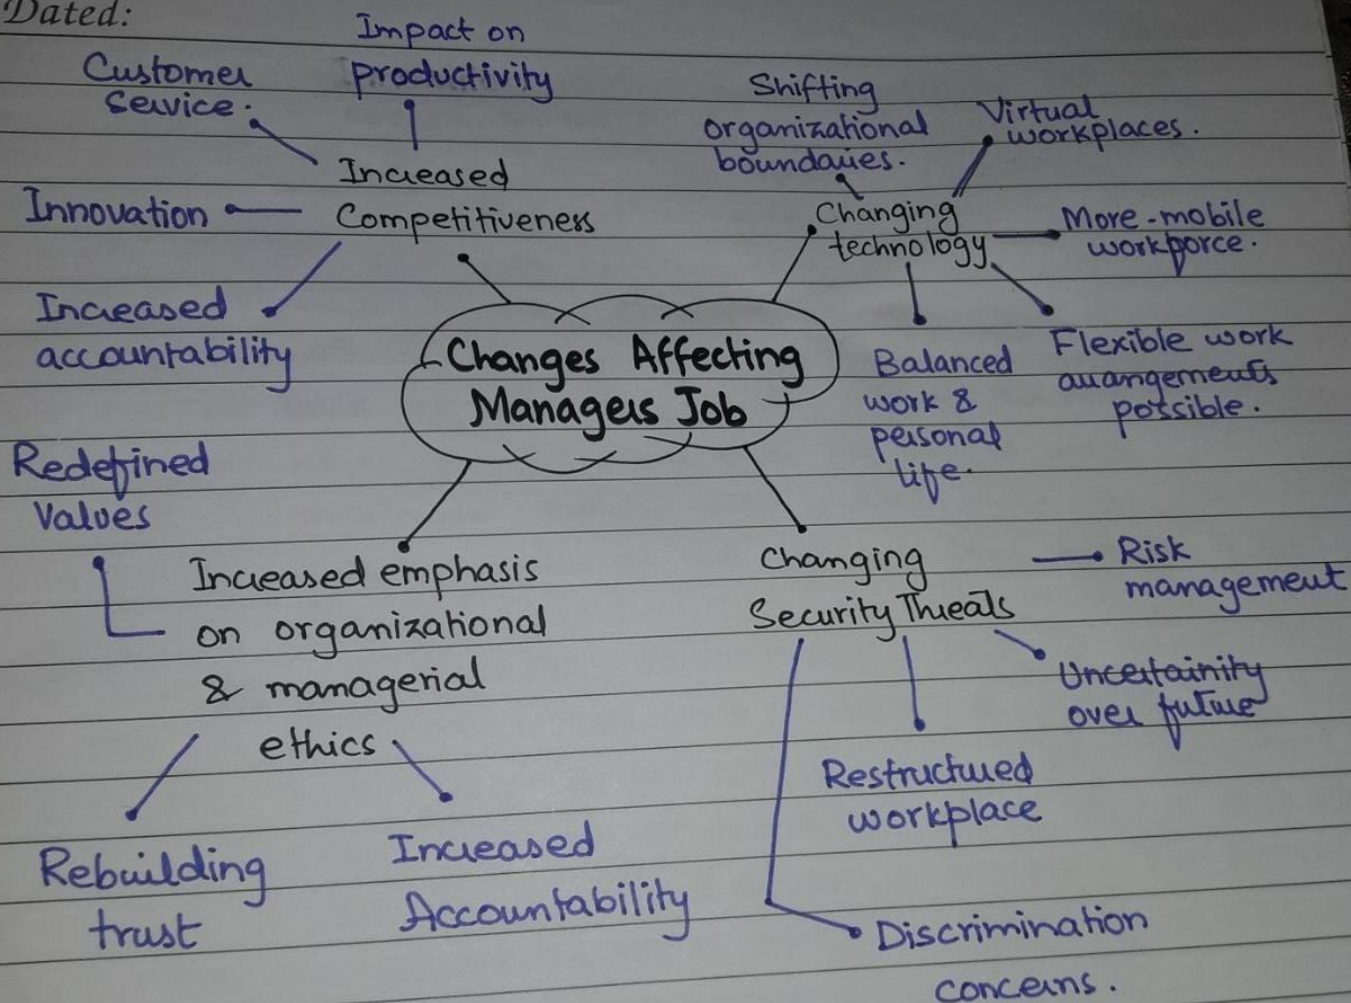 Dated:
Impact on
productivity
Customer
Service.
Increased
Competitiveness
Innovation
Increased
accountability
Shifting
organizational
boundaries.
Virtual
workplaces.
Changing
technology
More-mobile
workforce.
Flexible work
arrangements
possible.
Balanced
work &
personal
life.
Changes Affecting
Managers Job
Redefined
Values
Increased emphasis
on organizational
& managerial
ethics
Rebuilding
trust
Increased
Accountability
Changing
Security Threats
Risk
management
Uncertainity
over future
Restructured
workplace
Discrimination
concerns.